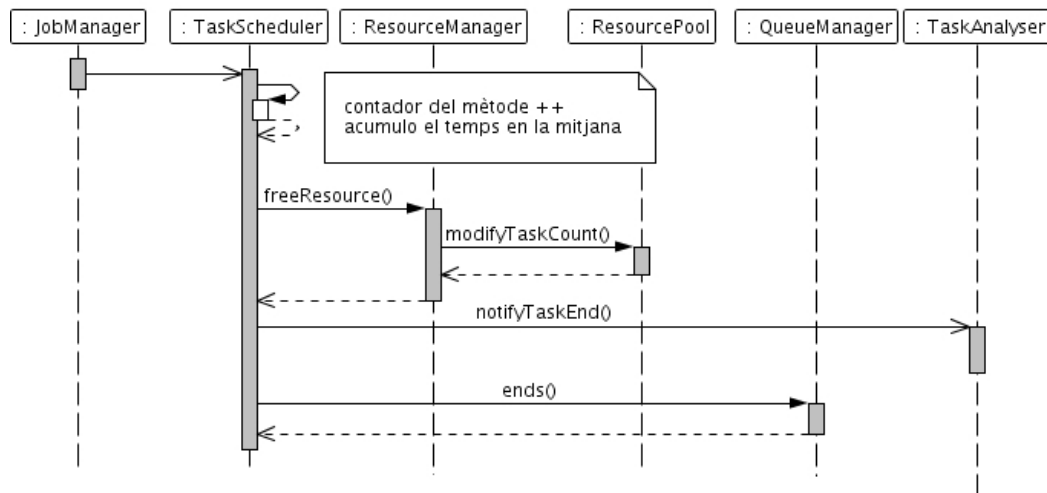 : JobManager
: TaskScheduler
: ResourceManager
: ResourcePool
: QueueManager
: TaskAnalyser
contador del mètode ++
acumulo el temps en la mitjana
freeResource()
modifyTaskCount()
notifyTaskEnd()
ends()